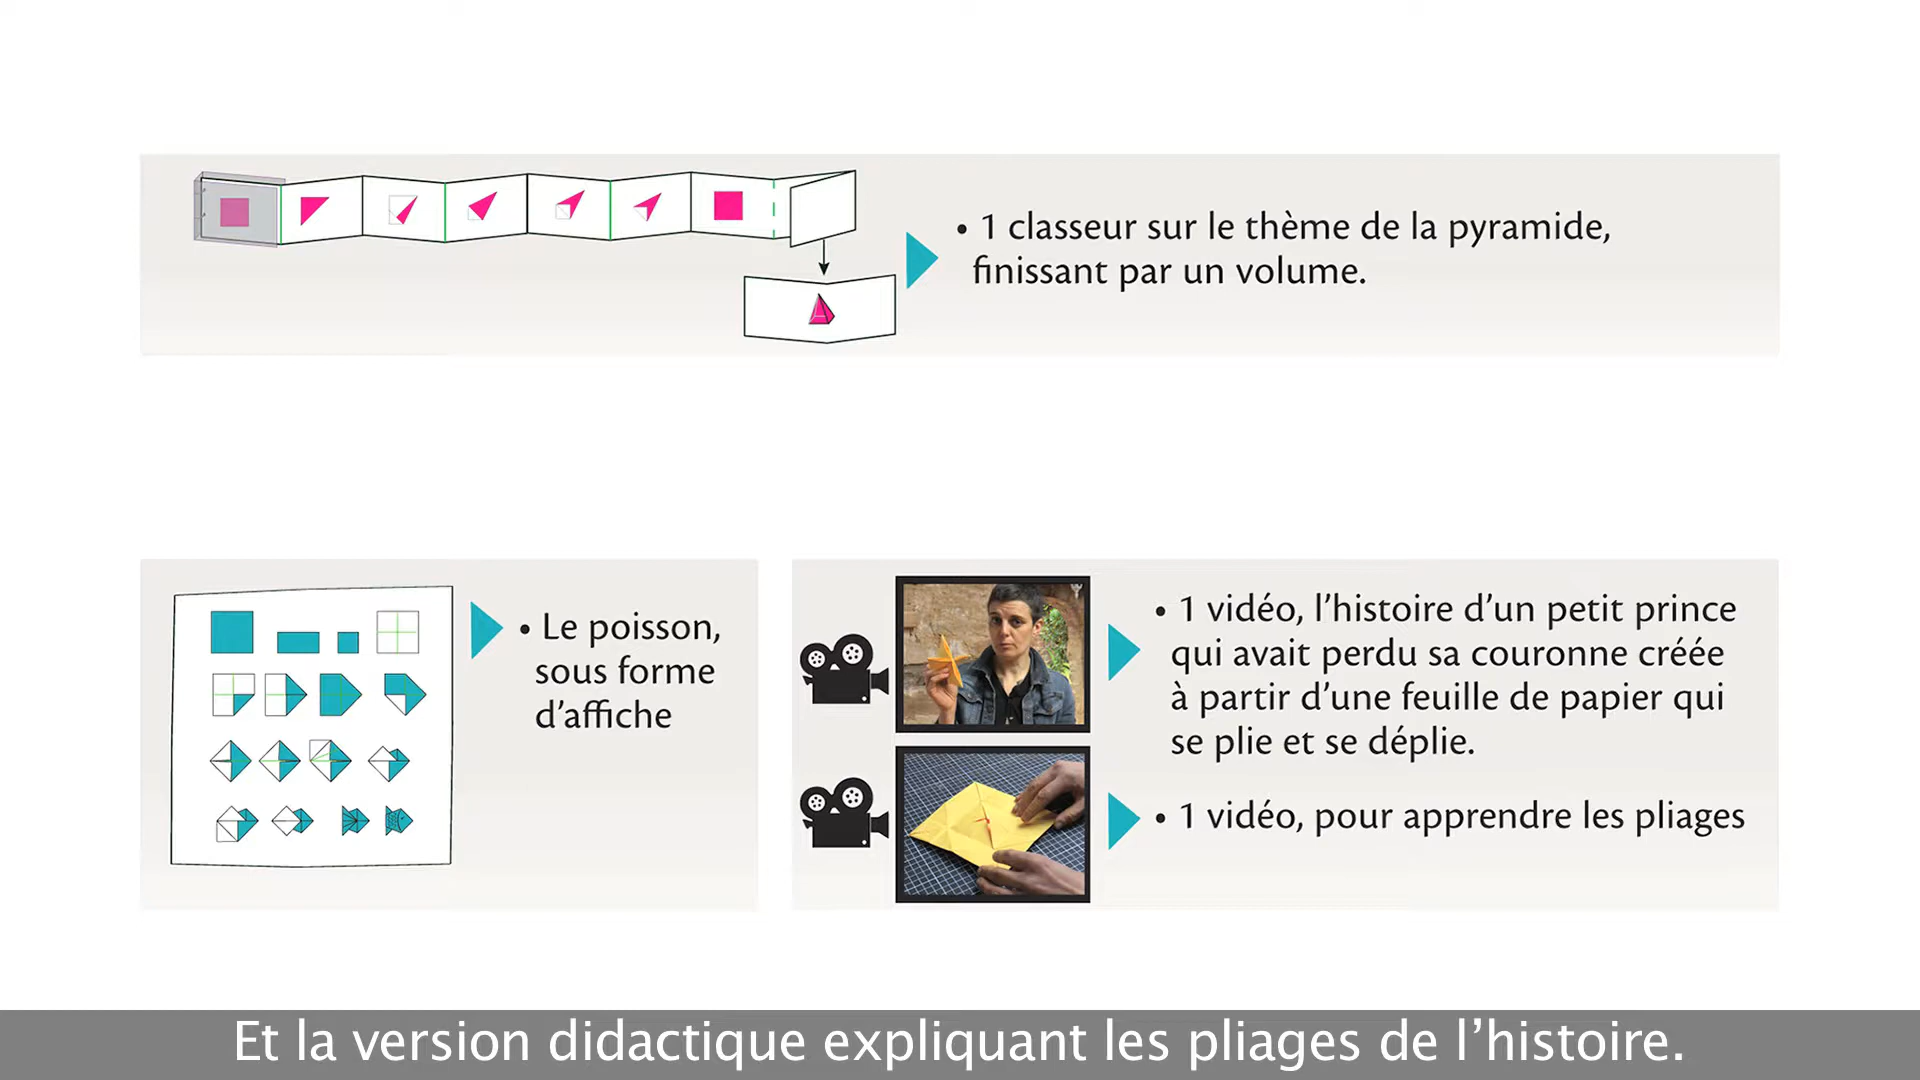 • 1 classeur sur le thème de la pyramide,
finissant par un volume.
• Le poisson,
sous forme
d’affiche
• 1 vidéo, l’histoire d’un petit prince
qui avait perdu sa couronne créée
à partir d’une feuille de papier qui
se plie et se déplie.
• 1 vidéo, pour apprendre les pliages
Et la version didactique expliquant les pliages de l’histoire.